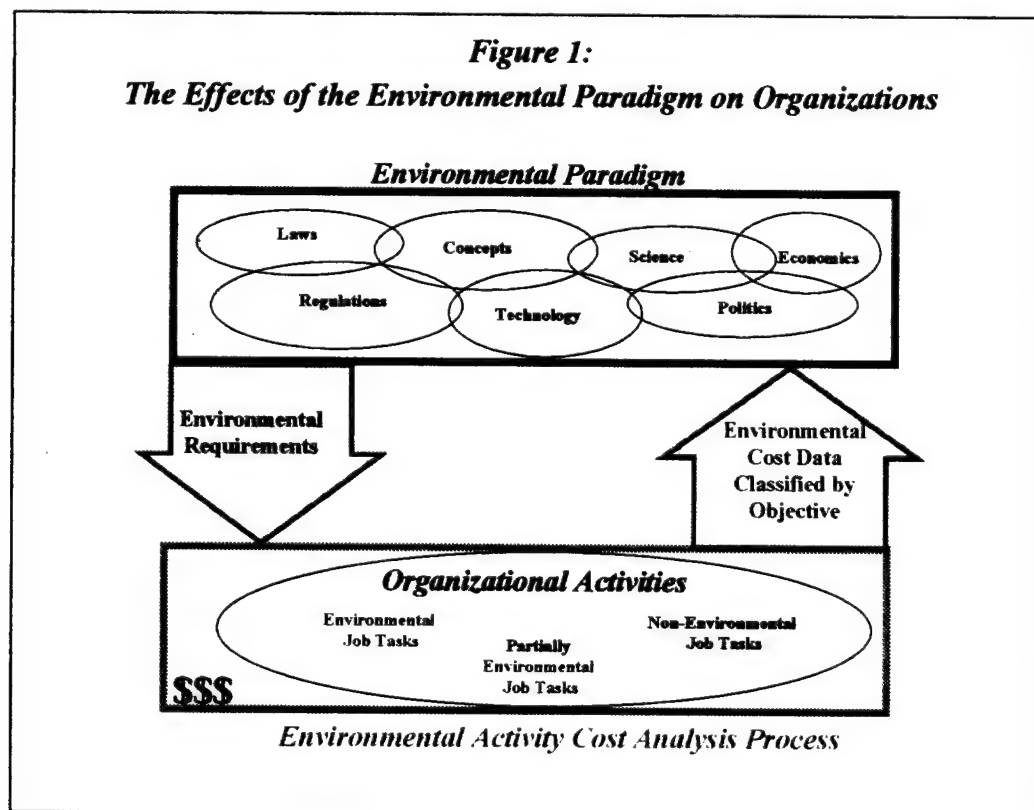 Figure 1:
The Effects of the Environmental Paradigm on Organizations
Environmental Paradigm
Laws
Concepts
Science
Economics
Regulations
Technology
Politics
Environmental
Requirements
Environmental
Cost Data
Classified by
Objective
Organizational Activities
Environmental
Job Tasks
Partially
Environmental
Job Tasks
Non-Environmental
Job Tasks
$$$
Environmental Activity Cost Analysis Process